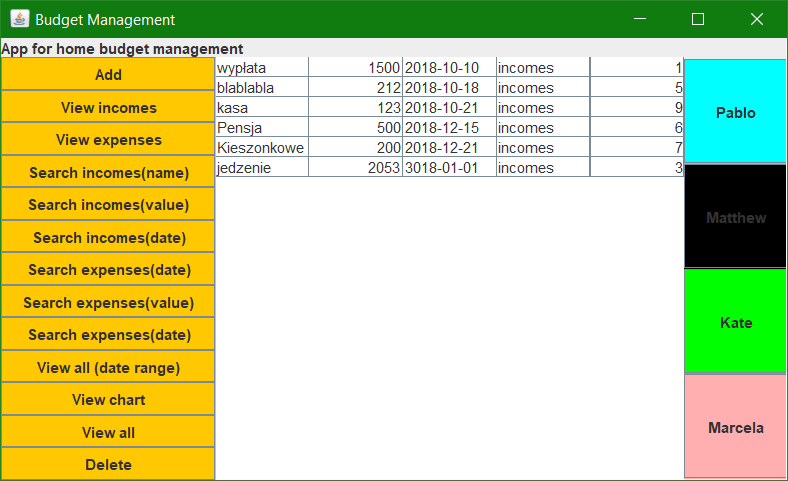 Budget Management
App for home budget management
Add
View incomes
View expenses
Search incomes(name)
Search incomes(value)
Search incomes(date)
Search expenses(date)
Search expenses(value)
Search expenses(date)
View all (date range)
View chart
View all
Delete
wypłata 1500 2018-10-10 incomes 1
blablabla 212 2018-10-18 incomes 5
kasa 123 2018-10-21 incomes 9
Pensja 500 2018-12-15 incomes 6
Kieszonkowe 200 2018-12-21 incomes 7
jedzenie 2053 3018-01-01 incomes 3
Pablo
Matthew
Kate
Marcela